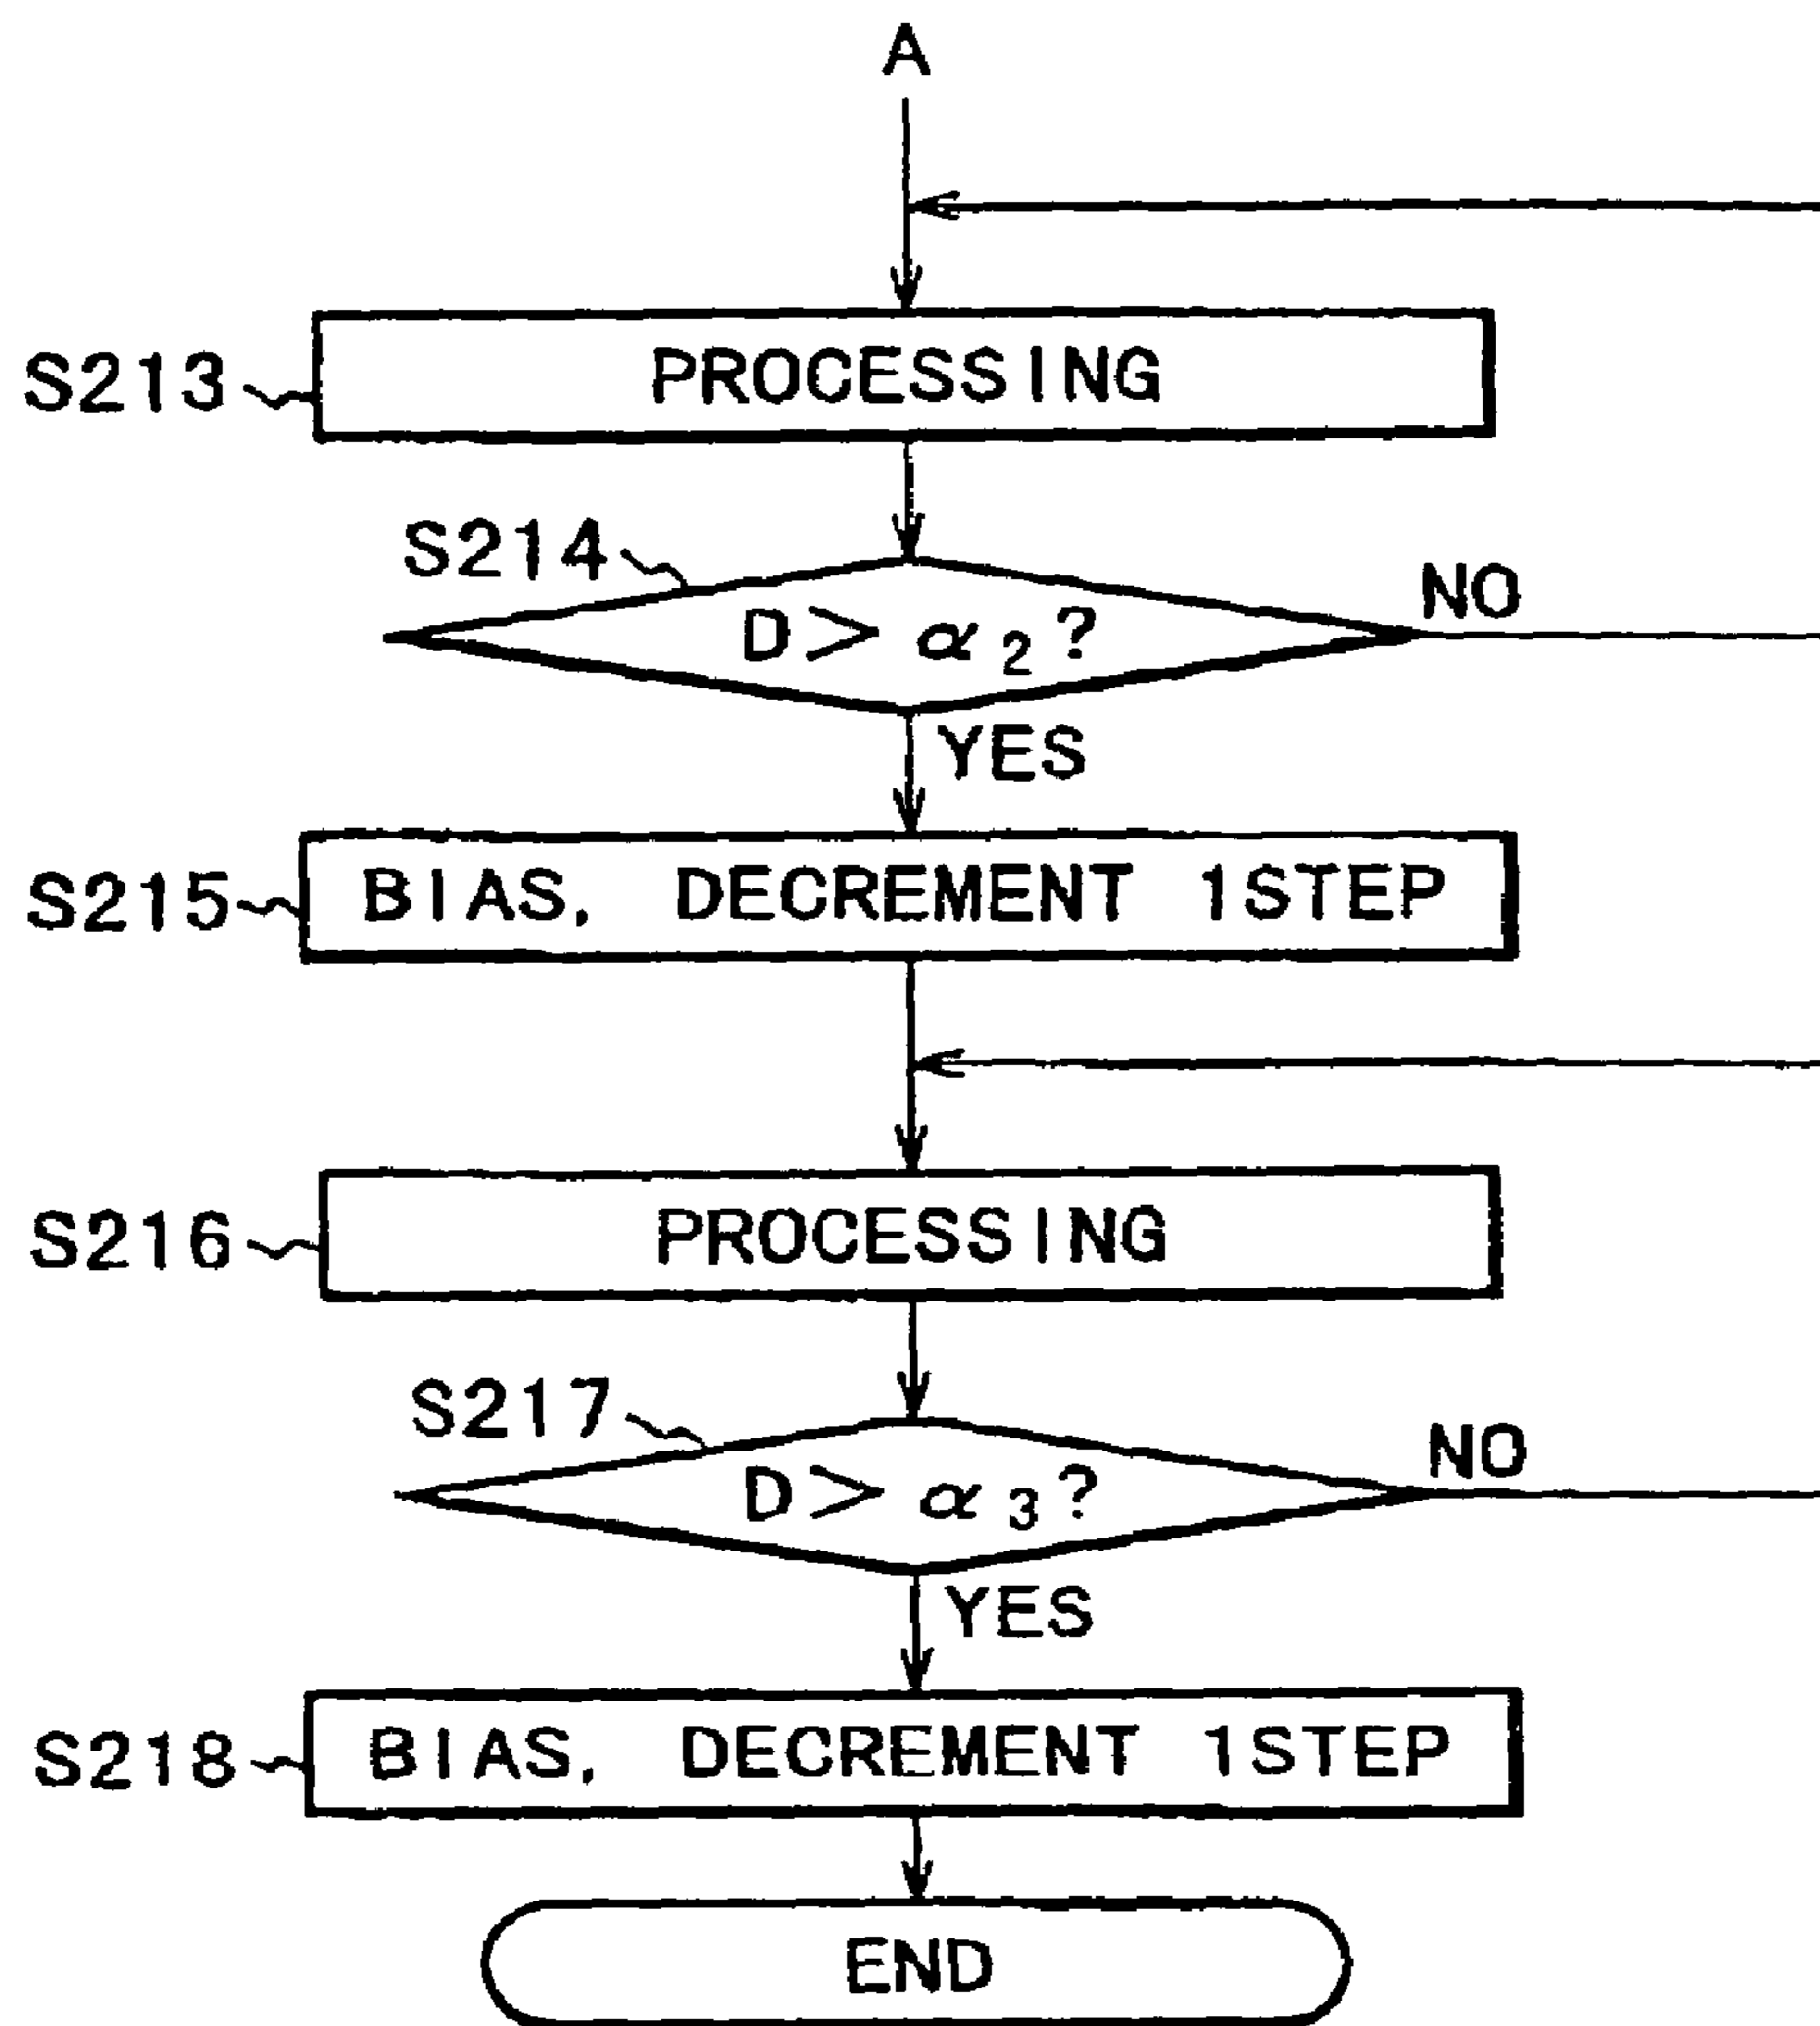 A
S213
PROCESSING
S214
D> α2?
NO
YES
S215
BIAS, DECREMENT 1STEP
S216
PROCESSING
S217
D> α3?
NO
YES
S218
BIAS, DECREMENT 1STEP
END